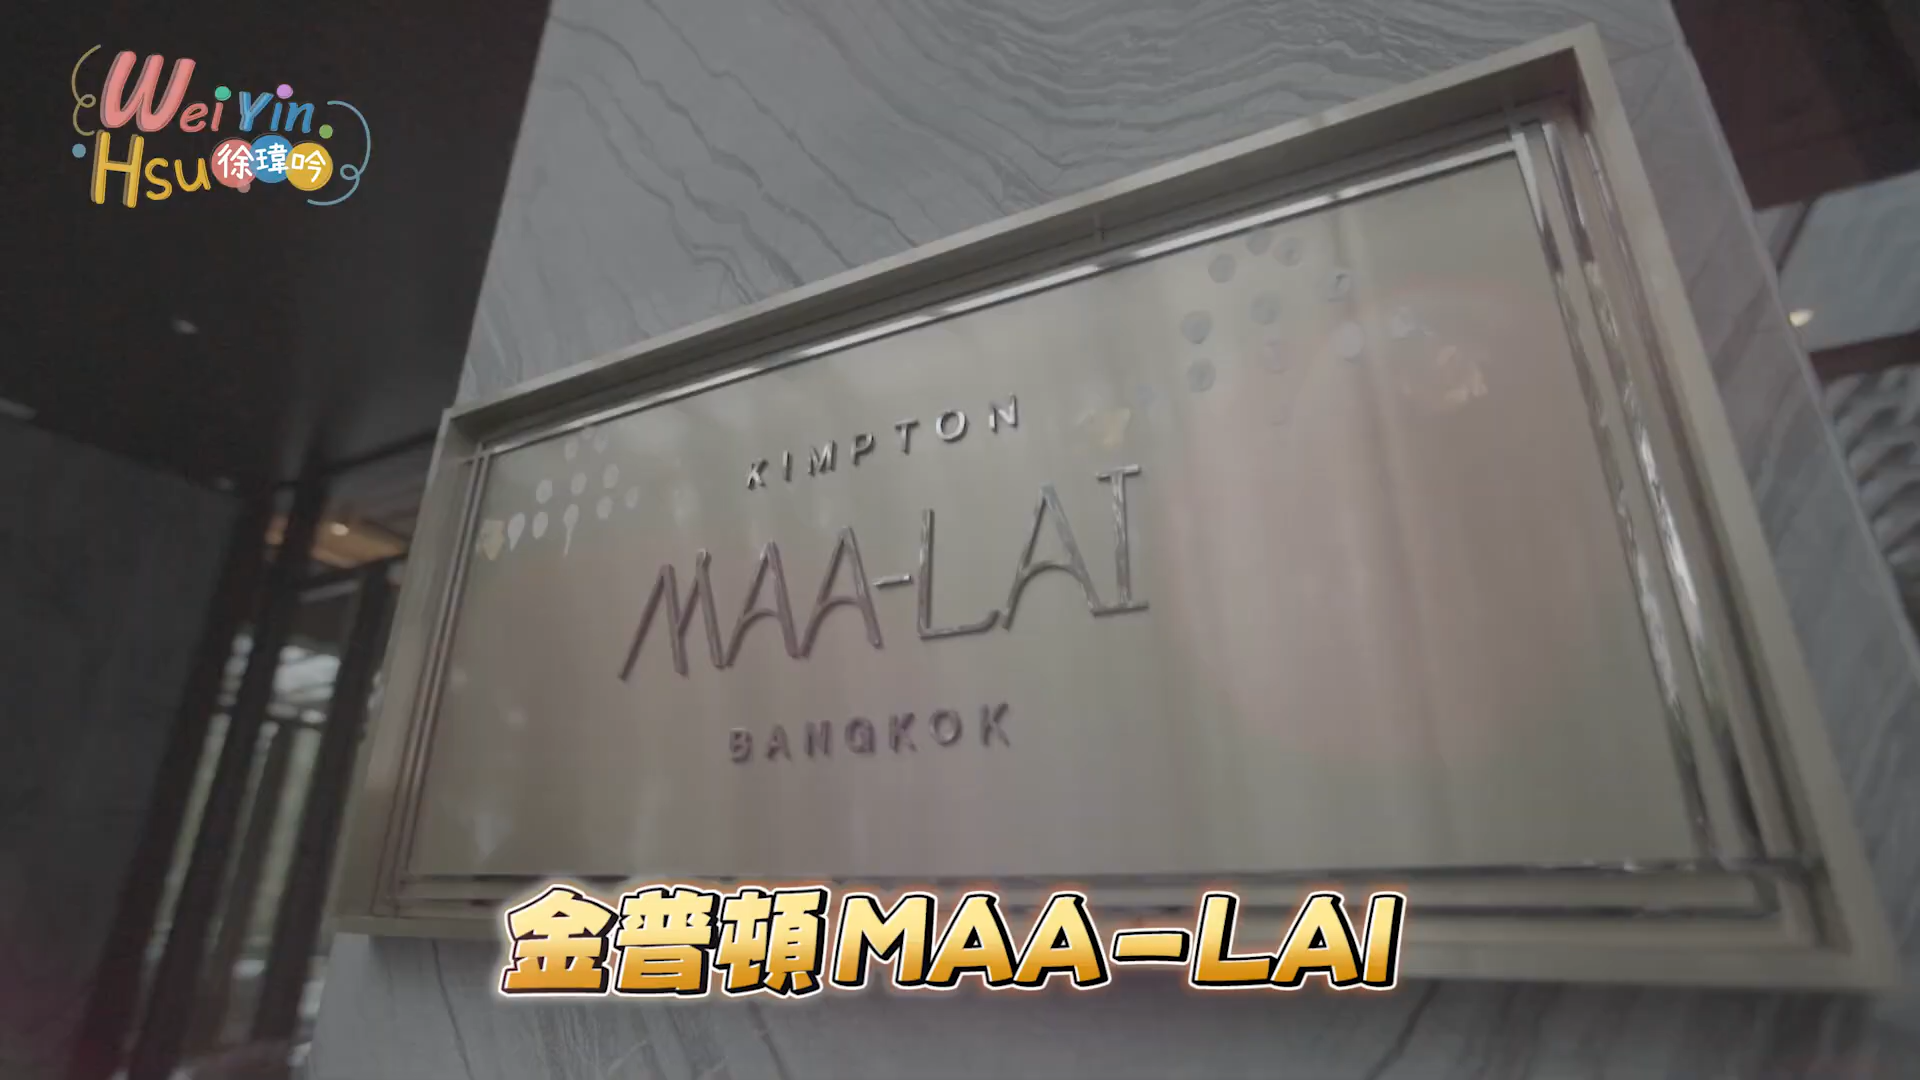 Wei Yin
Hsu 徐瑋吟
KIMPTON
MAA-LAI
BANGKOK
金普頓MAA-LAI